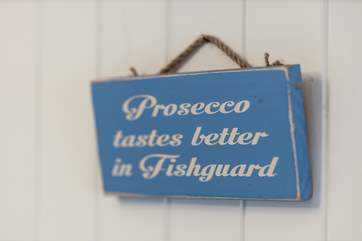 Prosecco
tastes better
in Fishguard